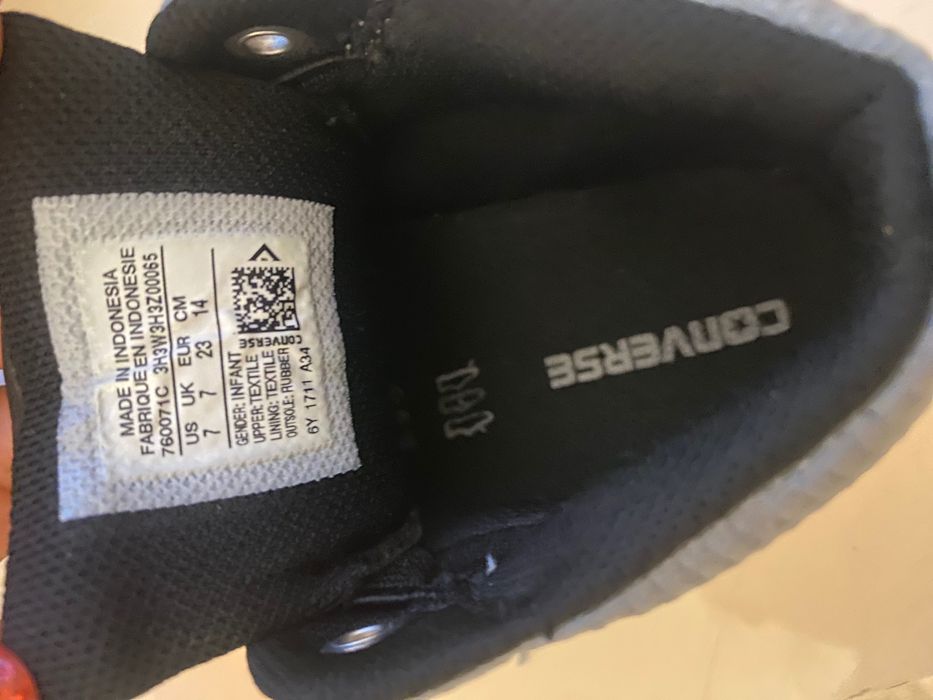 MADE IN INDONESIA
FABRIQUE EN INDONESIE
760071C 3H3W3H3Z00065
US UK EUR CM
7 7 23 14
GENDER: INFANT
UPPER: TEXTILE
LINING: TEXTILE
OUTSOLE: RUBBER
6Y 1711 A34
CONVERSE
CONVERSE